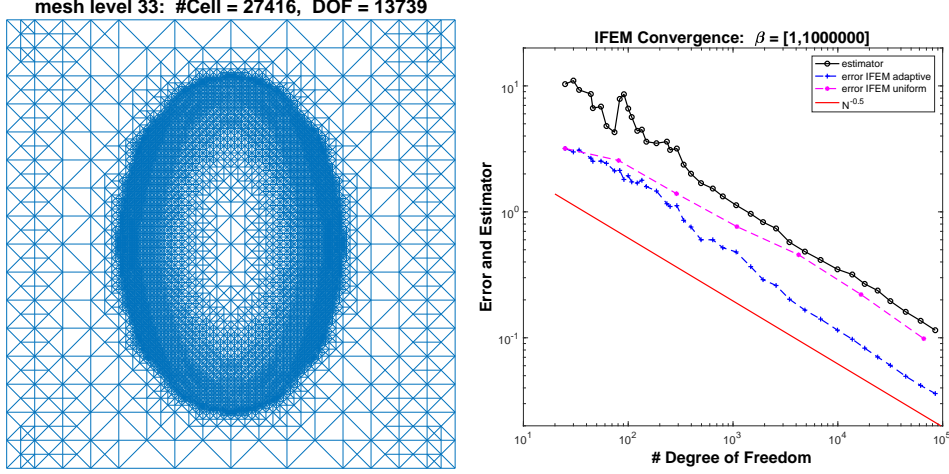 mesh level 33: #Cell = 27416, DOF = 13739
IFEM Convergence: β = [1,1000000]
estimator
error IFEM adaptive
error IFEM uniform
N^-0.5
Error and Estimator
10^1
10^0
10^-1
10^1 10^2 10^3 10^4 10^5
# Degree of Freedom